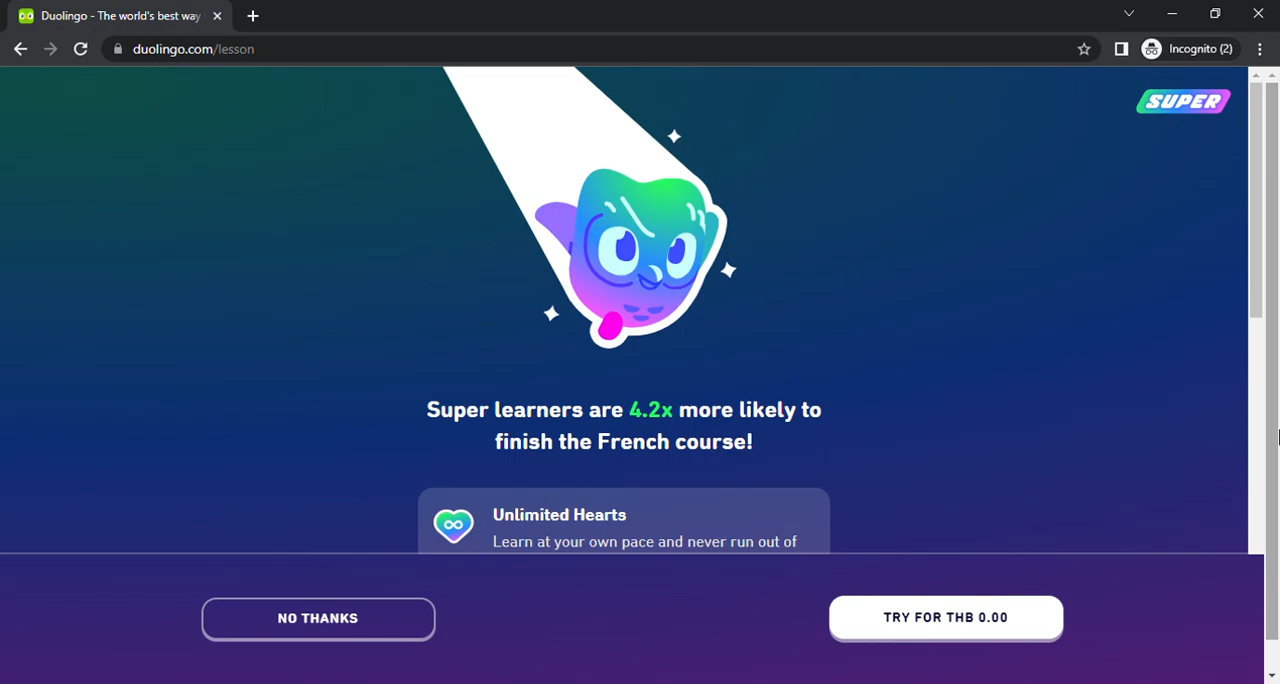 Duolingo - The world's best way
duolingo.com/lesson
Incognito (2)
SUPER
Super learners are 4.2x more likely to
finish the French course!
Unlimited Hearts
Learn at your own pace and never run out of
NO THANKS
TRY FOR THB 0.00